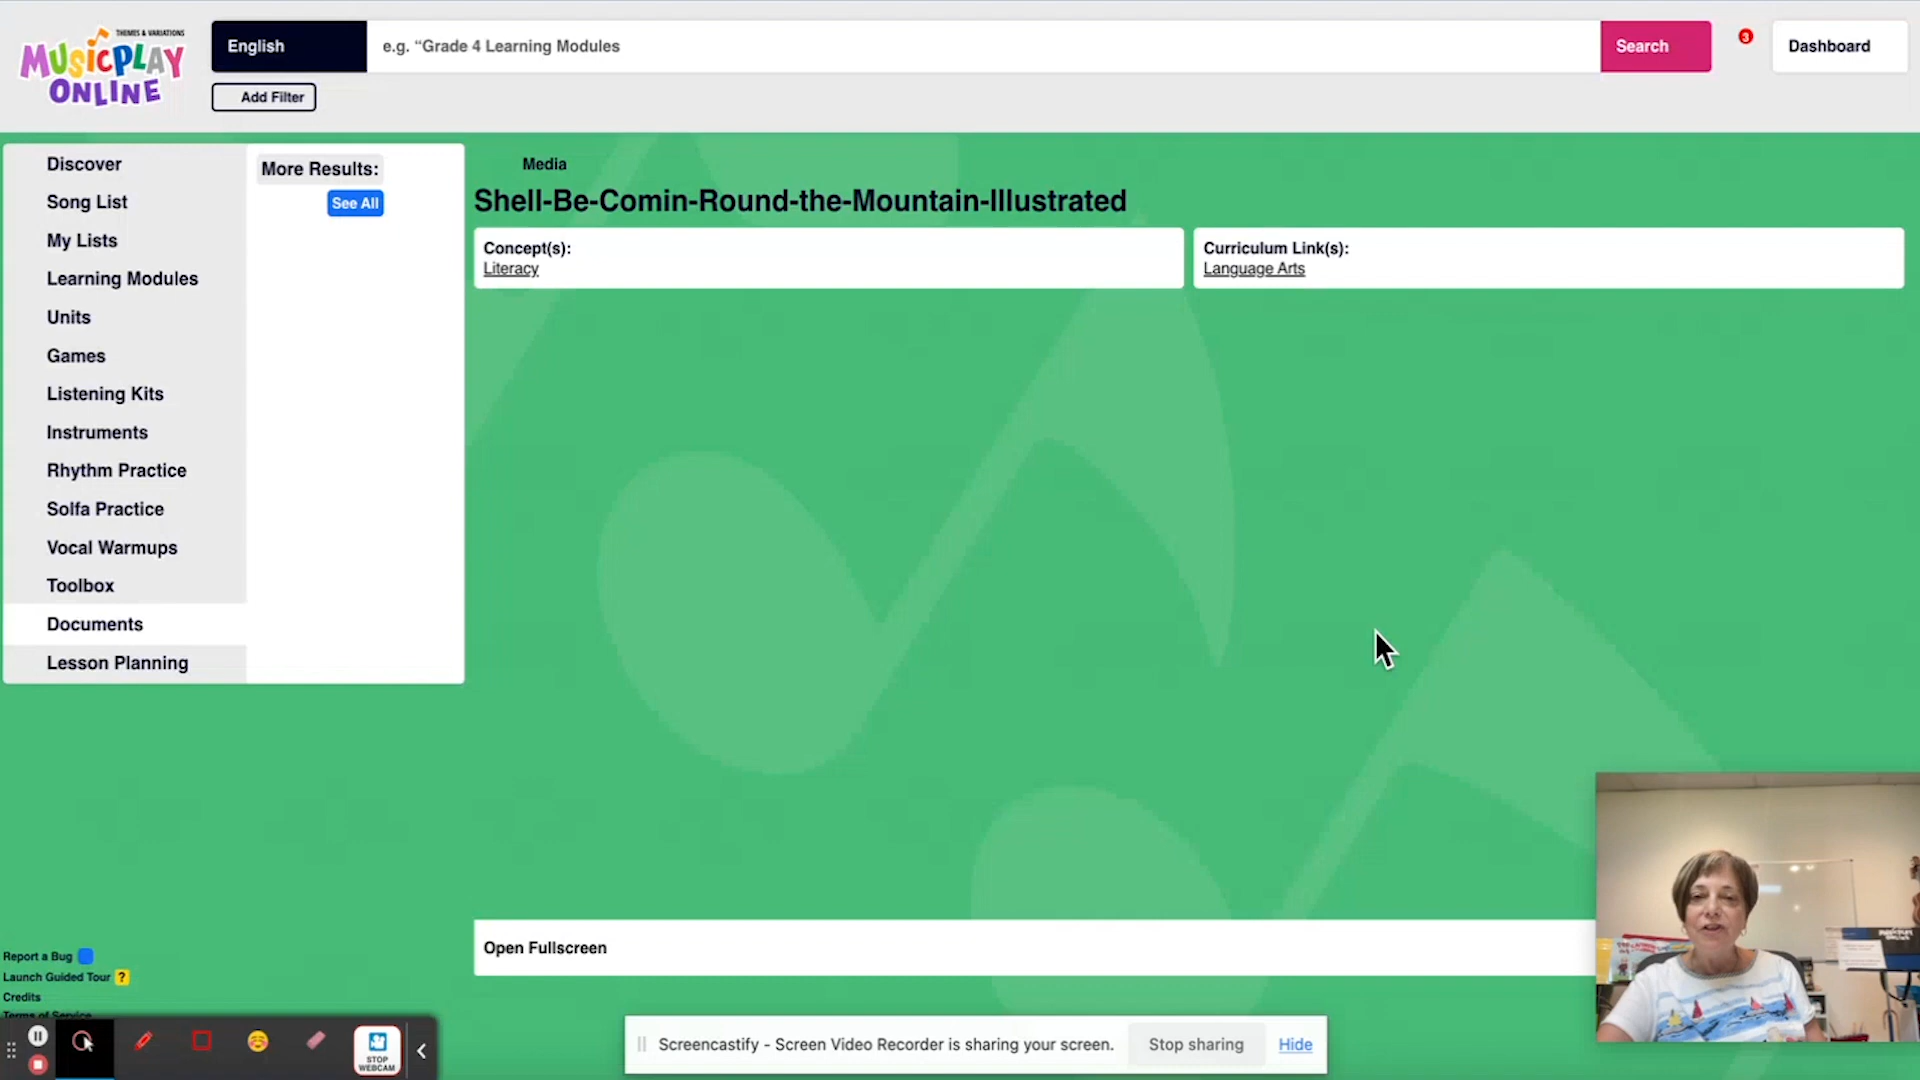 THEMES & VARIATIONS
MUSICPLAY
ONLINE
English
e.g. “Grade 4 Learning Modules
Search
3
Dashboard
Add Filter
Discover
Song List
My Lists
Learning Modules
Units
Games
Listening Kits
Instruments
Rhythm Practice
Solfa Practice
Vocal Warmups
Toolbox
Documents
Lesson Planning
More Results:
See All
Media
Shell-Be-Comin-Round-the-Mountain-Illustrated
Concept(s):
Literacy
Curriculum Link(s):
Language Arts
Open Fullscreen
Report a Bug
Launch Guided Tour ?
Credits
Terms of Service
STOP
WEBCAM
Screencastify - Screen Video Recorder is sharing your screen.
Stop sharing
Hide